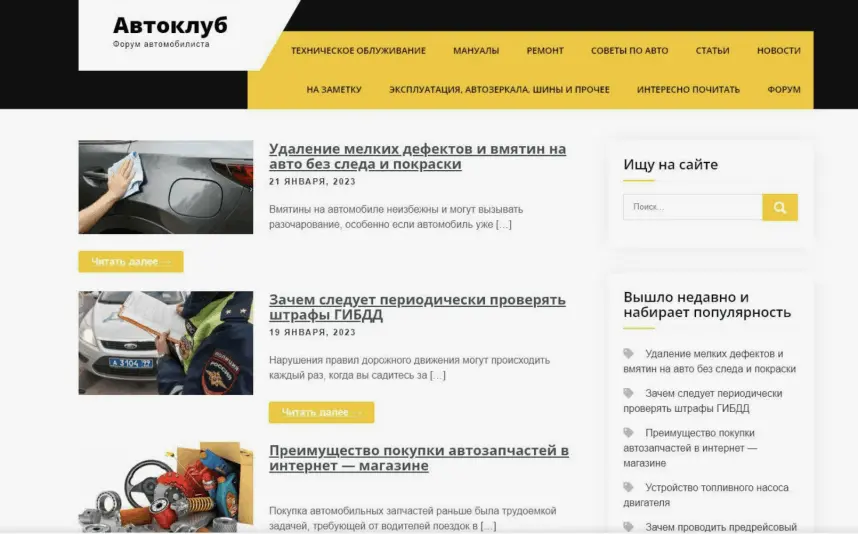 Автоклуб
Форум автомобилиста
ТЕХНИЧЕСКОЕ ОБЛУЖИВАНИЕ
МАНУАЛЫ
РЕМОНТ
СОВЕТЫ ПО АВТО
СТАТЬИ
НОВОСТИ
НА ЗАМЕТКУ
ЭКСПЛУАТАЦИЯ, АВТОЗЕРКАЛА, ШИНЫ И ПРОЧЕЕ
ИНТЕРЕСНО ПОЧИТАТЬ
ФОРУМ
Удаление мелких дефектов и вмятин на
авто без следа и покраски
21 ЯНВАРЯ, 2023
Вмятины на автомобиле неизбежны и могут вызывать
разочарование, особенно если автомобиль уже [...]
Читать далее →
Зачем следует периодически проверять
штрафы ГИБДД
19 ЯНВАРЯ, 2023
Нарушения правил дорожного движения могут происходить
каждый раз, когда вы садитесь за [...]
Читать далее →
Преимущество покупки автозапчастей в
интернет — магазине
Покупка автомобильных запчастей раньше была трудоемкой
задачей, требующей от водителей поездок в [...]
Ищу на сайте
Поиск...
Вышло недавно и
набирает популярность
Удаление мелких дефектов и
вмятин на авто без следа и покраски
Зачем следует периодически
проверять штрафы ГИБДД
Преимущество покупки
автозапчастей в интернет —
магазине
Устройство топливного насоса
двигателя
Зачем проводить предрейсовый